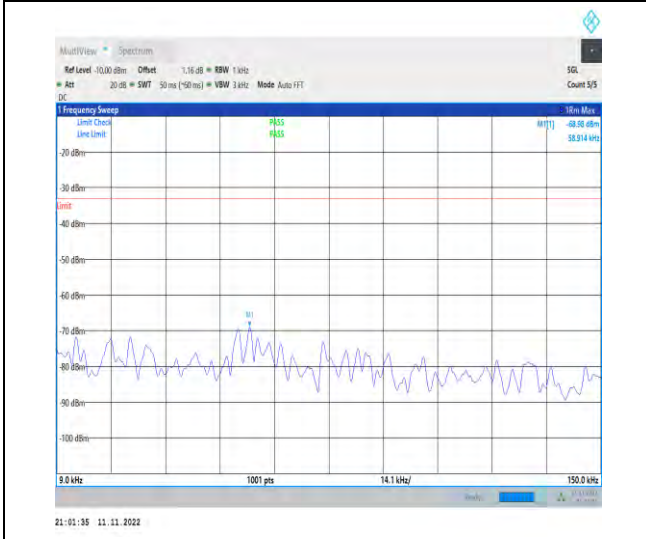 MultiView Spectrum
Ref Level -10.00 dBm Offset 1.16 dB RBW 1 kHz SGL
Att 20 dB SWT 50 ms (~50 ms) VBW 3 kHz Mode Auto FFT Count 5/5
DC
1 Frequency Sweep 1Rm Max
Limit Check PASS M1[1] -68.98 dBm
Line Limit PASS 58.914 kHz
-20 dBm
-30 dBm
Limit
-40 dBm
-50 dBm
-60 dBm
M1
-70 dBm
-80 dBm
-90 dBm
-100 dBm
9.0 kHz 1001 pts 14.1 kHz/ 150.0 kHz
Ready
21:01:35 11.11.2022